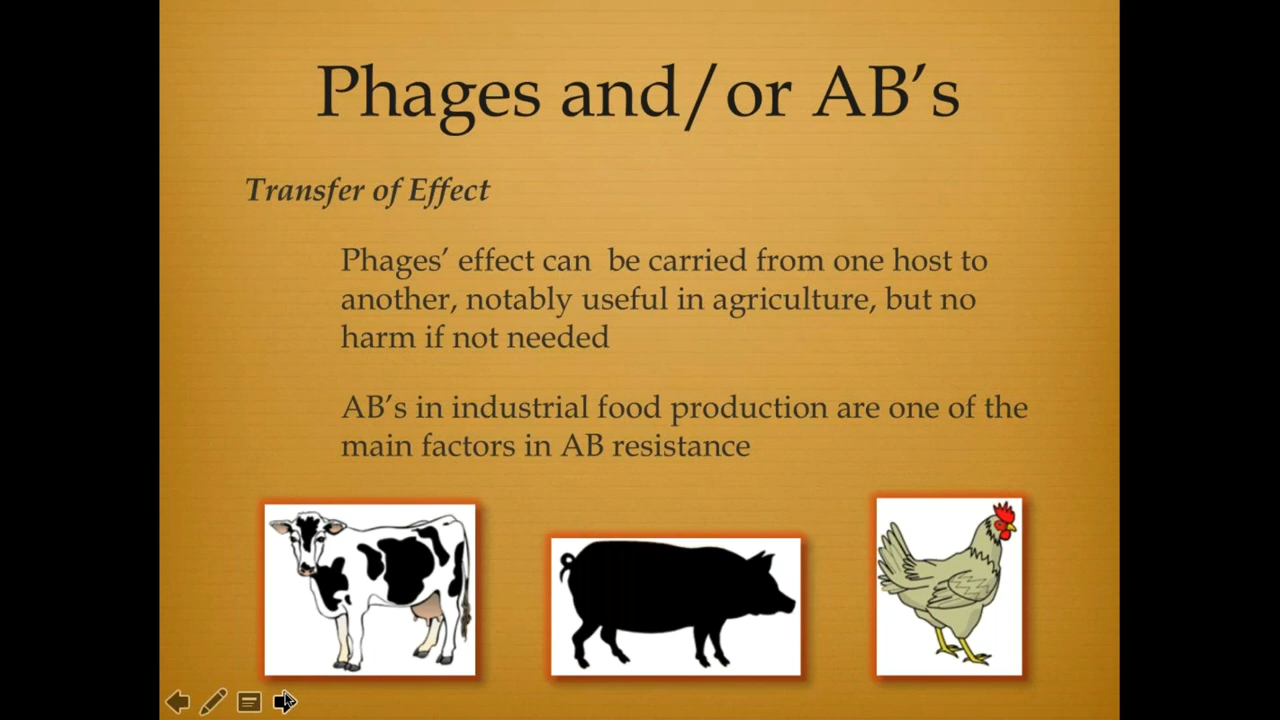 Phages and/or AB’s
Transfer of Effect
Phages’ effect can  be carried from one host to
another, notably useful in agriculture, but no
harm if not needed
AB’s in industrial food production are one of the
main factors in AB resistance